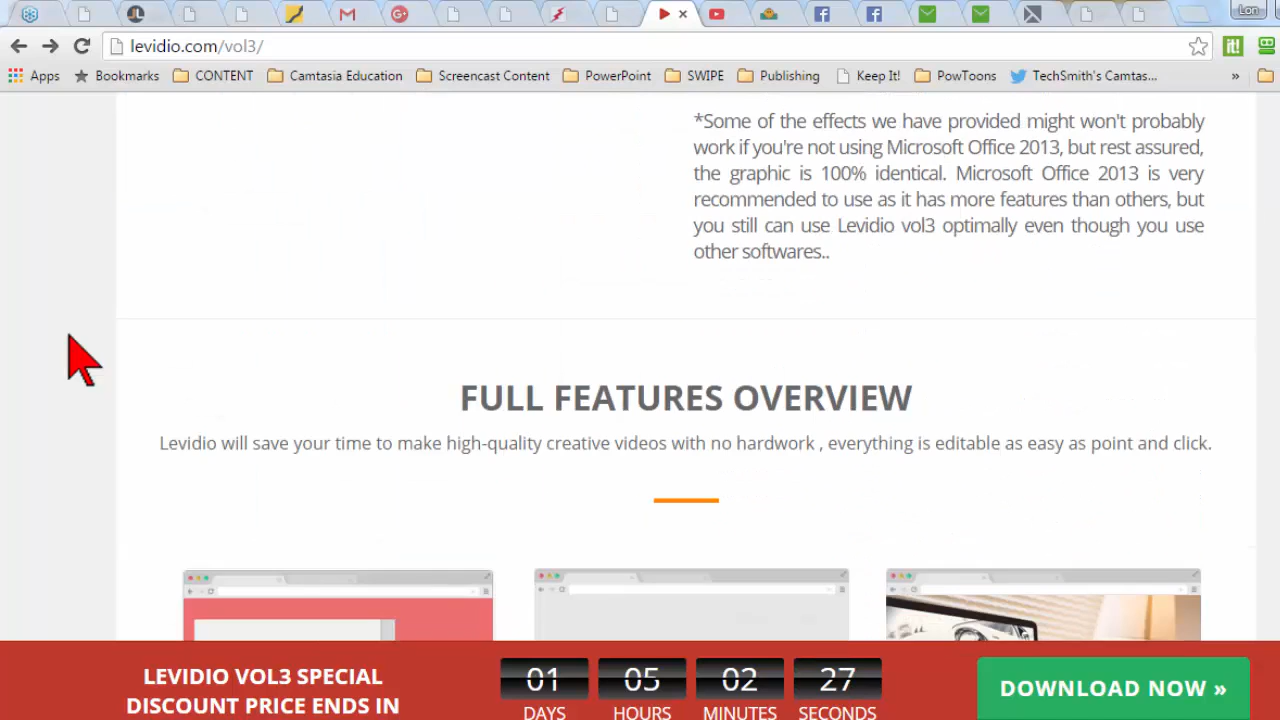 Lon
levidio.com/vol3/
it!
Apps
Bookmarks
CONTENT
Camtasia Education
Screencast Content
PowerPoint
SWIPE
Publishing
Keep It!
PowToons
TechSmith's Camtas...
»
*Some of the effects we have provided might won't probably
work if you're not using Microsoft Office 2013, but rest assured,
the graphic is 100% identical. Microsoft Office 2013 is very
recommended to use as it has more features than others, but
you still can use Levidio vol3 optimally even though you use
other softwares..
FULL FEATURES OVERVIEW
Levidio will save your time to make high-quality creative videos with no hardwork , everything is editable as easy as point and click.
LEVIDIO VOL3 SPECIAL
DISCOUNT PRICE ENDS IN
01 05 02 27
DAYS HOURS MINUTES SECONDS
DOWNLOAD NOW »